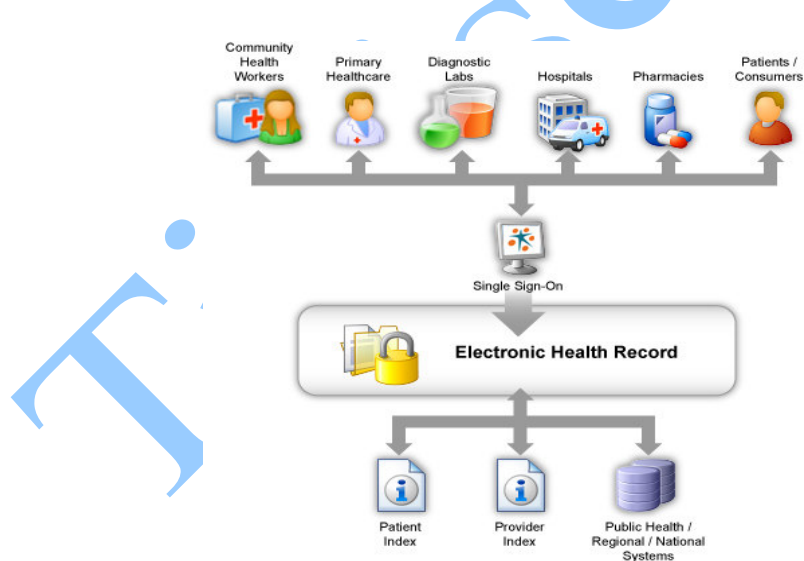 Community
Health
Workers
Primary
Healthcare
Diagnostic
Labs
Hospitals
Pharmacies
Patients /
Consumers
Single Sign-On
Electronic Health Record
Patient
Index
Provider
Index
Public Health /
Regional / National
Systems